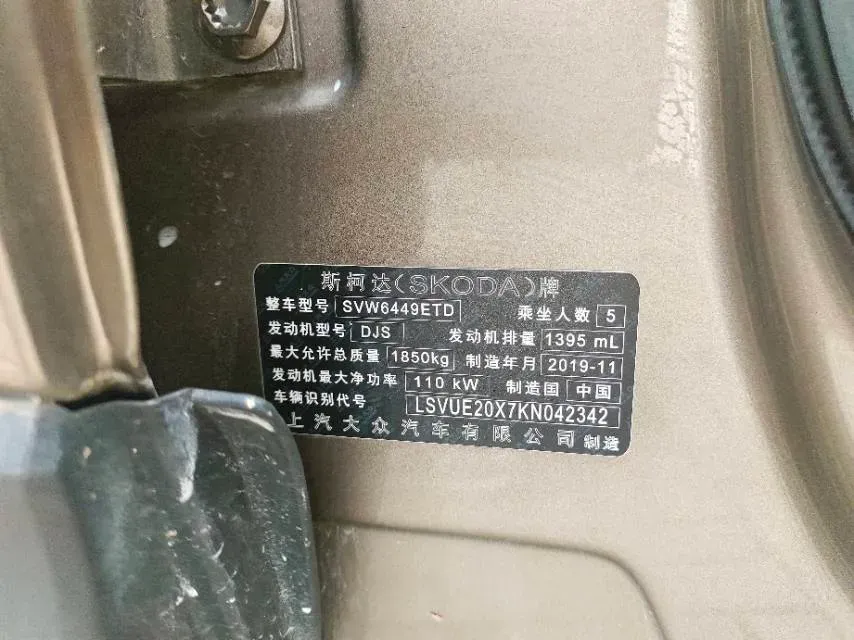 斯柯达(SKODA)牌
整车型号 SVW6449ETD 乘坐人数 5
发动机型号 DJS 发动机排量 1395 mL
最大允许总质量 1850kg 制造年月 2019-11
发动机最大净功率 110 kW 制造国 中国
车辆识别代号 LSVUE20X7KN042342
上汽大众汽车有限公司 制造